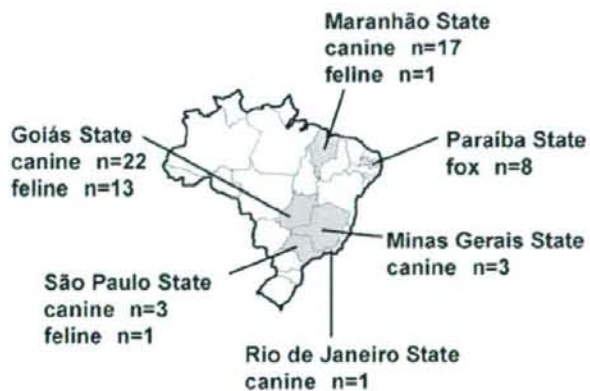 Maranhão State
canine n=17
feline n=1
Goiás State
canine n=22
feline n=13
Paraíba State
fox n=8
Minas Gerais State
canine n=3
São Paulo State
canine n=3
feline n=1
Rio de Janeiro State
canine n=1